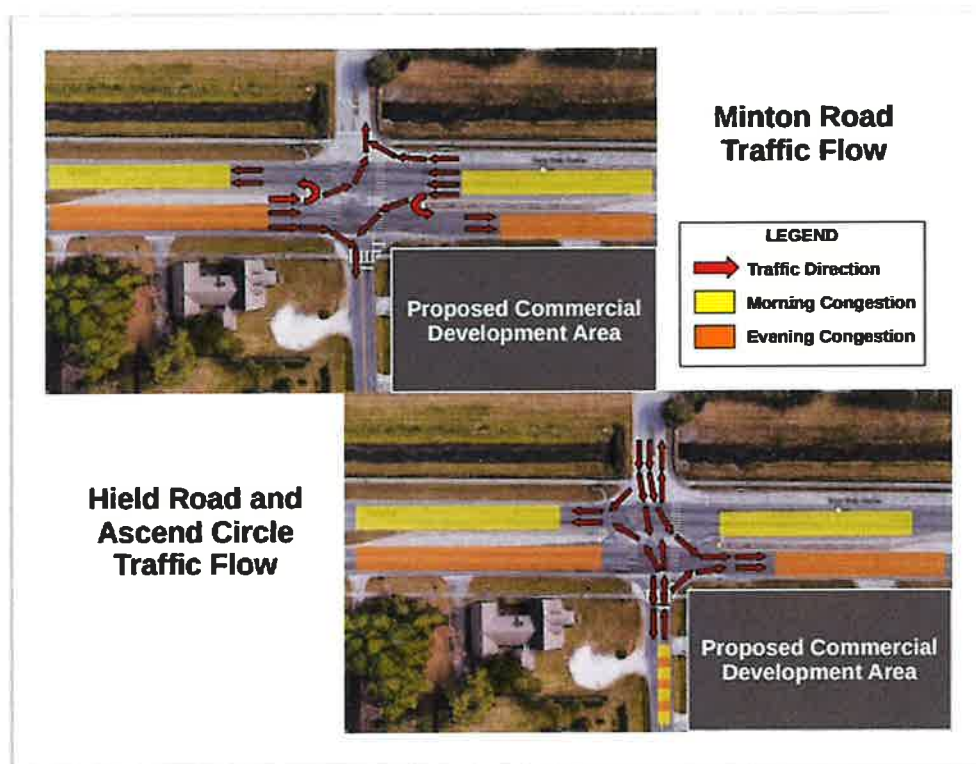 Minton Road
Traffic Flow
LEGEND
Traffic Direction
Morning Congestion
Evening Congestion
Proposed Commercial
Development Area
Hield Road and
Ascend Circle
Traffic Flow
Proposed Commercial
Development Area